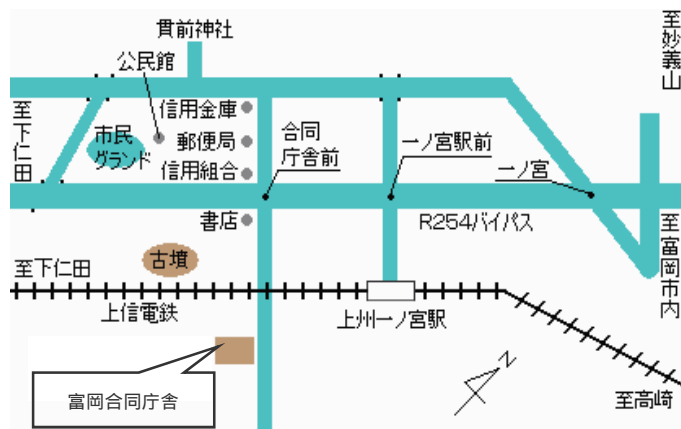 貫前神社
至妙義山
公民館
信用金庫
至下仁田
市民
グランド
郵便局
合同
庁舎前
一ノ宮駅前
信用組合
一ノ宮
書店
R254バイパス
至富岡市内
古墳
至下仁田
上信電鉄
上州一ノ宮駅
N
富岡合同庁舎
至高崎